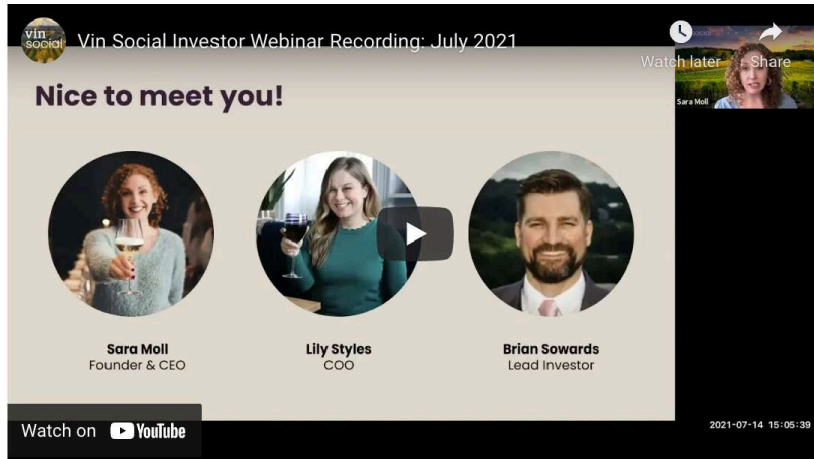 vin
social
Vin Social Investor Webinar Recording: July 2021
Watch later
Share
Sara Moll
Nice to meet you!
Sara Moll
Founder & CEO
Lily Styles
COO
Brian Sowards
Lead Investor
Watch on YouTube
2021-07-14 15:05:39